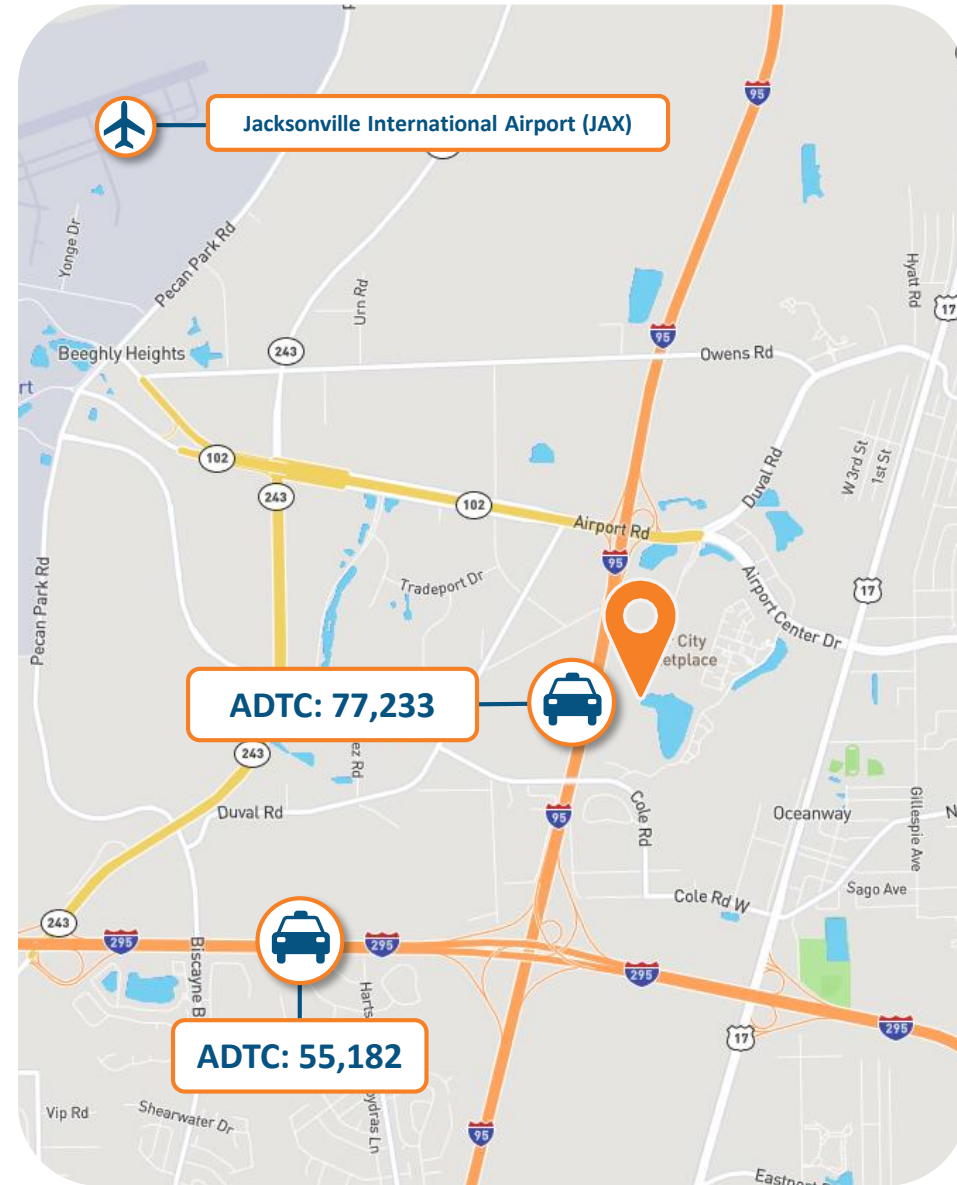 95
Jacksonville International Airport (JAX)
Yonge Dr
Pecan Park Rd
Urn Rd
Hyatt Rd
17
95
Beeghly Heights
243
Owens Rd
102
243
102
Airport Rd
Duval Rd
W 3rd St
1st St
95
Tradeport Dr
Airport Center Dr
17
Pecan Park Rd
City
ADTC: 77,233
243
Duval Rd
95
Cole Rd
Oceanway
Gillespie Ave
Cole Rd W
Sago Ave
243
295
295
295
295
Biscayne B
17
ADTC: 55,182
Vip Rd
Shearwater Dr
95